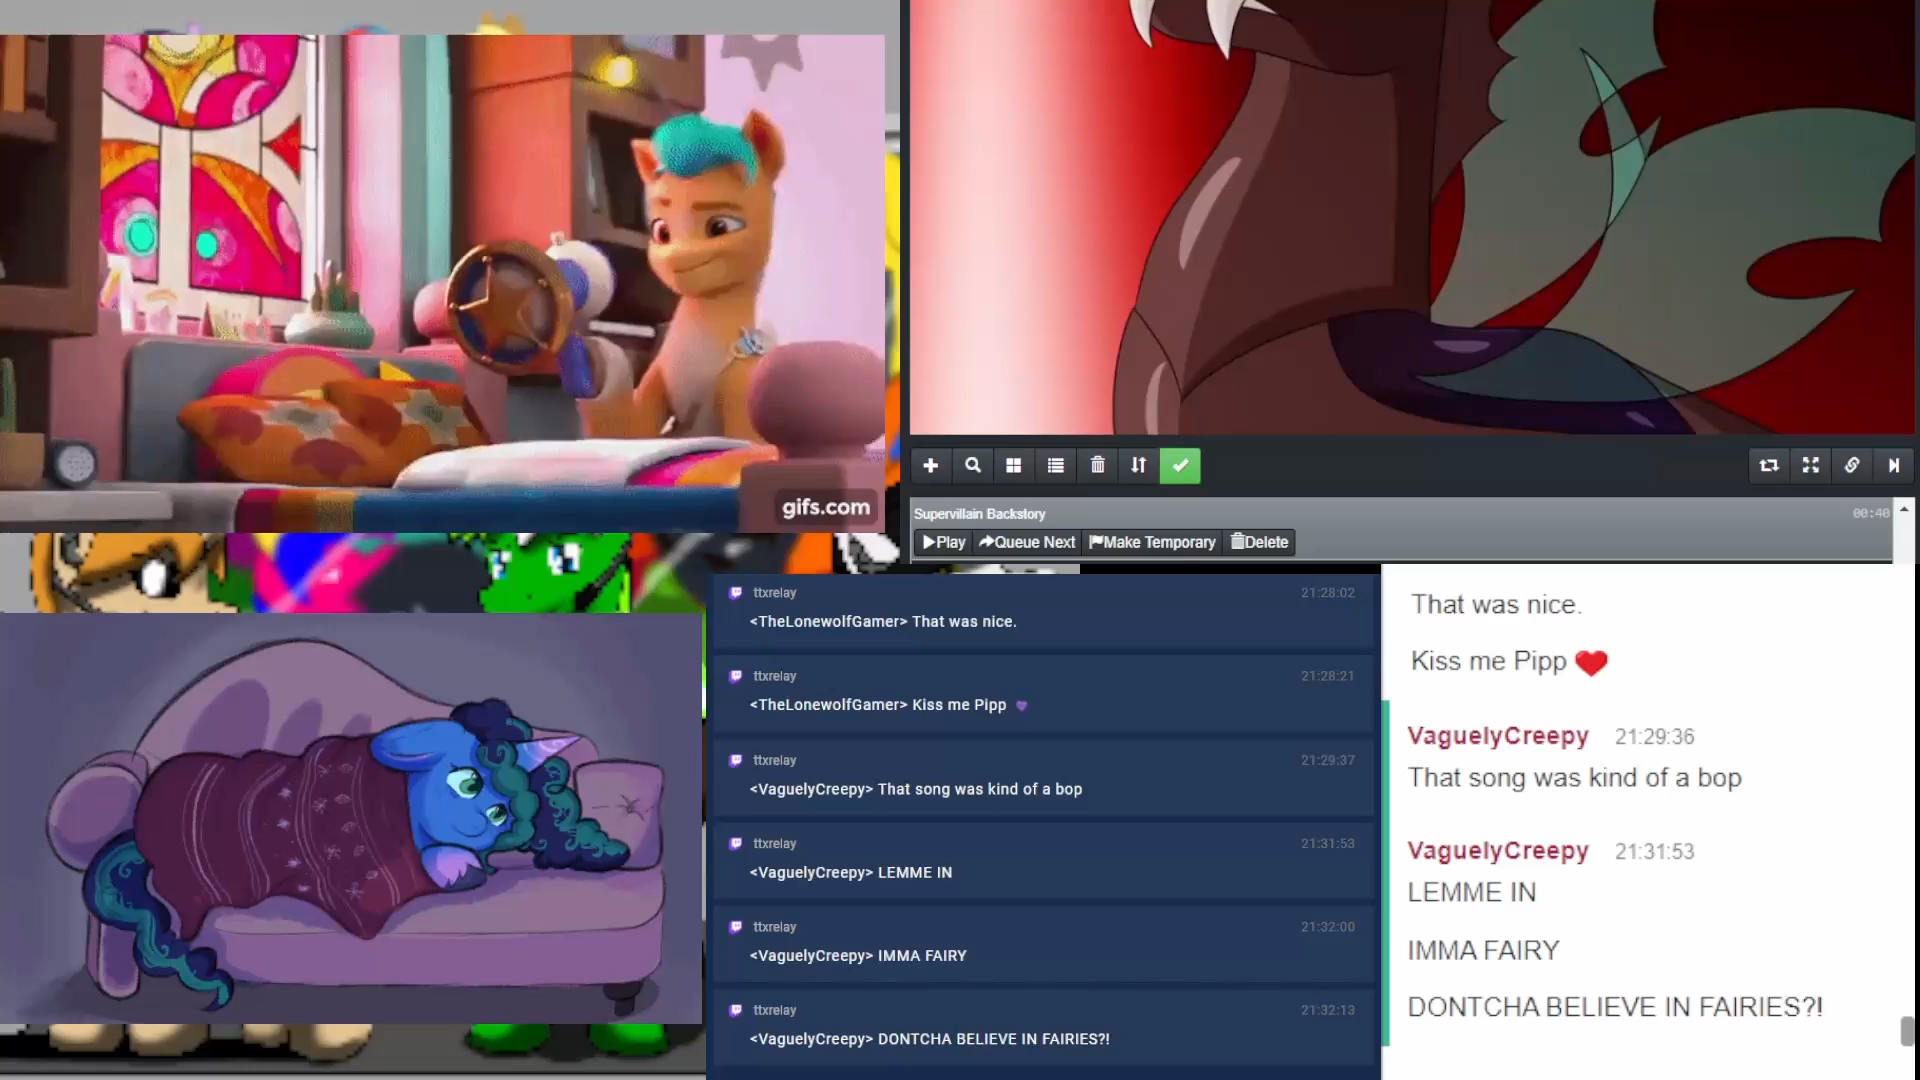 gifs.com
Supervillain Backstory
00:40
Play
Queue Next
Make Temporary
Delete
ttxrelay
21:28:02
<TheLonewolfGamer> That was nice.
ttxrelay
21:28:21
<TheLonewolfGamer> Kiss me Pipp 💜
ttxrelay
21:29:37
<VaguelyCreepy> That song was kind of a bop
ttxrelay
21:31:53
<VaguelyCreepy> LEMME IN
ttxrelay
21:32:00
<VaguelyCreepy> IMMA FAIRY
ttxrelay
21:32:13
<VaguelyCreepy> DONTCHA BELIEVE IN FAIRIES?!
That was nice.
Kiss me Pipp ❤
VaguelyCreepy 21:29:36
That song was kind of a bop
VaguelyCreepy 21:31:53
LEMME IN
IMMA FAIRY
DONTCHA BELIEVE IN FAIRIES?!